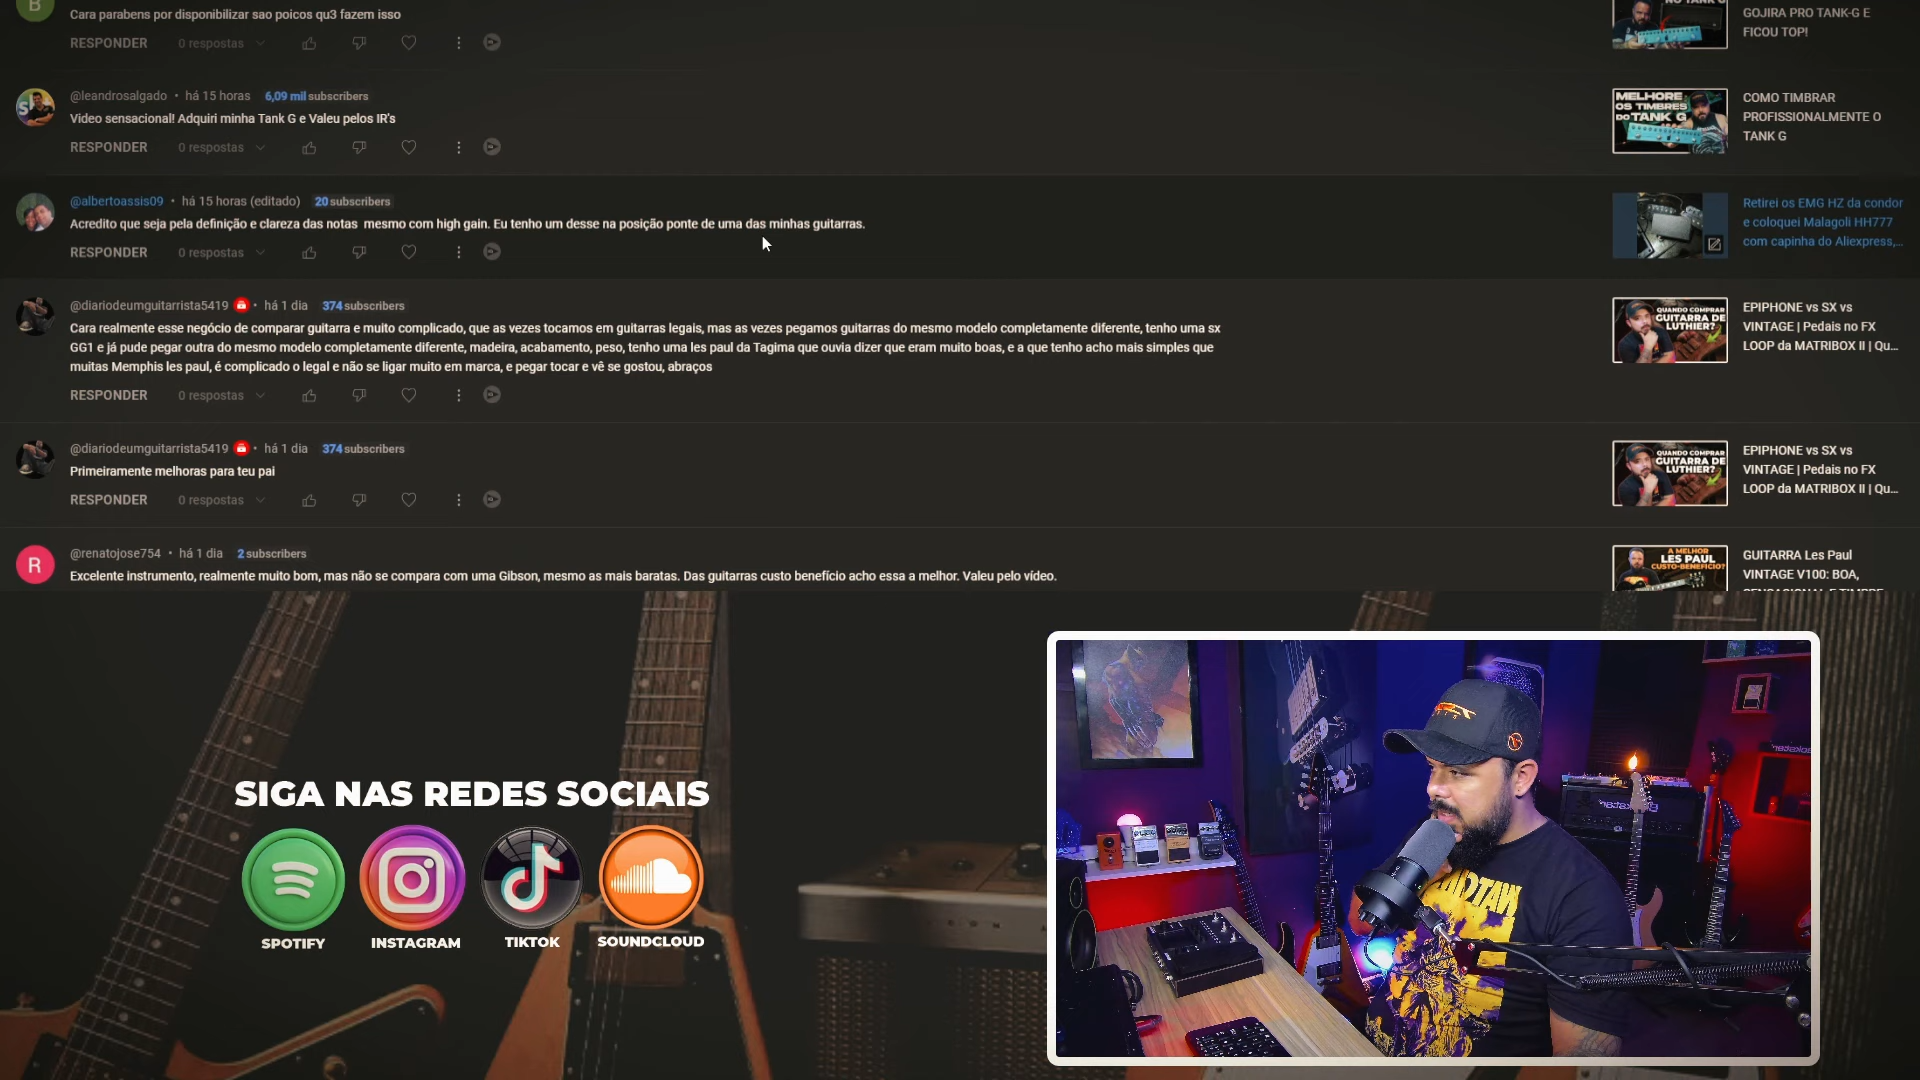 B
Cara parabens por disponibilizar sao poicos qu3 fazem isso
RESPONDER 0 respostas
GOJIRA PRO TANK-G E
FICOU TOP!
@leandrosalgado • há 15 horas 6,09 mil subscribers
Video sensacional! Adquiri minha Tank G e Valeu pelos IR's
RESPONDER 0 respostas
MELHORE
OS TIMBRES
DO TANK G
COMO TIMBRAR
PROFISSIONALMENTE O
TANK G
@albertoassis09 • há 15 horas (editado) 20 subscribers
Acredito que seja pela definição e clareza das notas mesmo com high gain. Eu tenho um desse na posição ponte de uma das minhas guitarras.
RESPONDER 0 respostas
Retirei os EMG HZ da condor
e coloquei Malagoli HH777
com capinha do Aliexpress,...
@diariodeumguitarrista5419 • há 1 dia 374 subscribers
Cara realmente esse negócio de comparar guitarra e muito complicado, que as vezes tocamos em guitarras legais, mas as vezes pegamos guitarras do mesmo modelo completamente diferente, tenho uma sx
GG1 e já pude pegar outra do mesmo modelo completamente diferente, madeira, acabamento, peso, tenho uma les paul da Tagima que ouvia dizer que eram muito boas, e a que tenho acho mais simples que
muitas Memphis les paul, é complicado o legal e não se ligar muito em marca, e pegar tocar e vê se gostou, abraços
RESPONDER 0 respostas
QUANDO COMPRAR
GUITARRA DE
LUTHIER?
EPIPHONE vs SX vs
VINTAGE | Pedais no FX
LOOP da MATRIBOX II | Qu...
@diariodeumguitarrista5419 • há 1 dia 374 subscribers
Primeiramente melhoras para teu pai
RESPONDER 0 respostas
QUANDO COMPRAR
GUITARRA DE
LUTHIER?
EPIPHONE vs SX vs
VINTAGE | Pedais no FX
LOOP da MATRIBOX II | Qu...
R
@renatojose754 • há 1 dia 2 subscribers
Excelente instrumento, realmente muito bom, mas não se compara com uma Gibson, mesmo as mais baratas. Das guitarras custo benefício acho essa a melhor. Valeu pelo vídeo.
A MELHOR
LES PAUL
CUSTO-BENEFÍCIO?
GUITARRA Les Paul
VINTAGE V100: BOA,
SIGA NAS REDES SOCIAIS
SPOTIFY INSTAGRAM TIKTOK SOUNDCLOUD